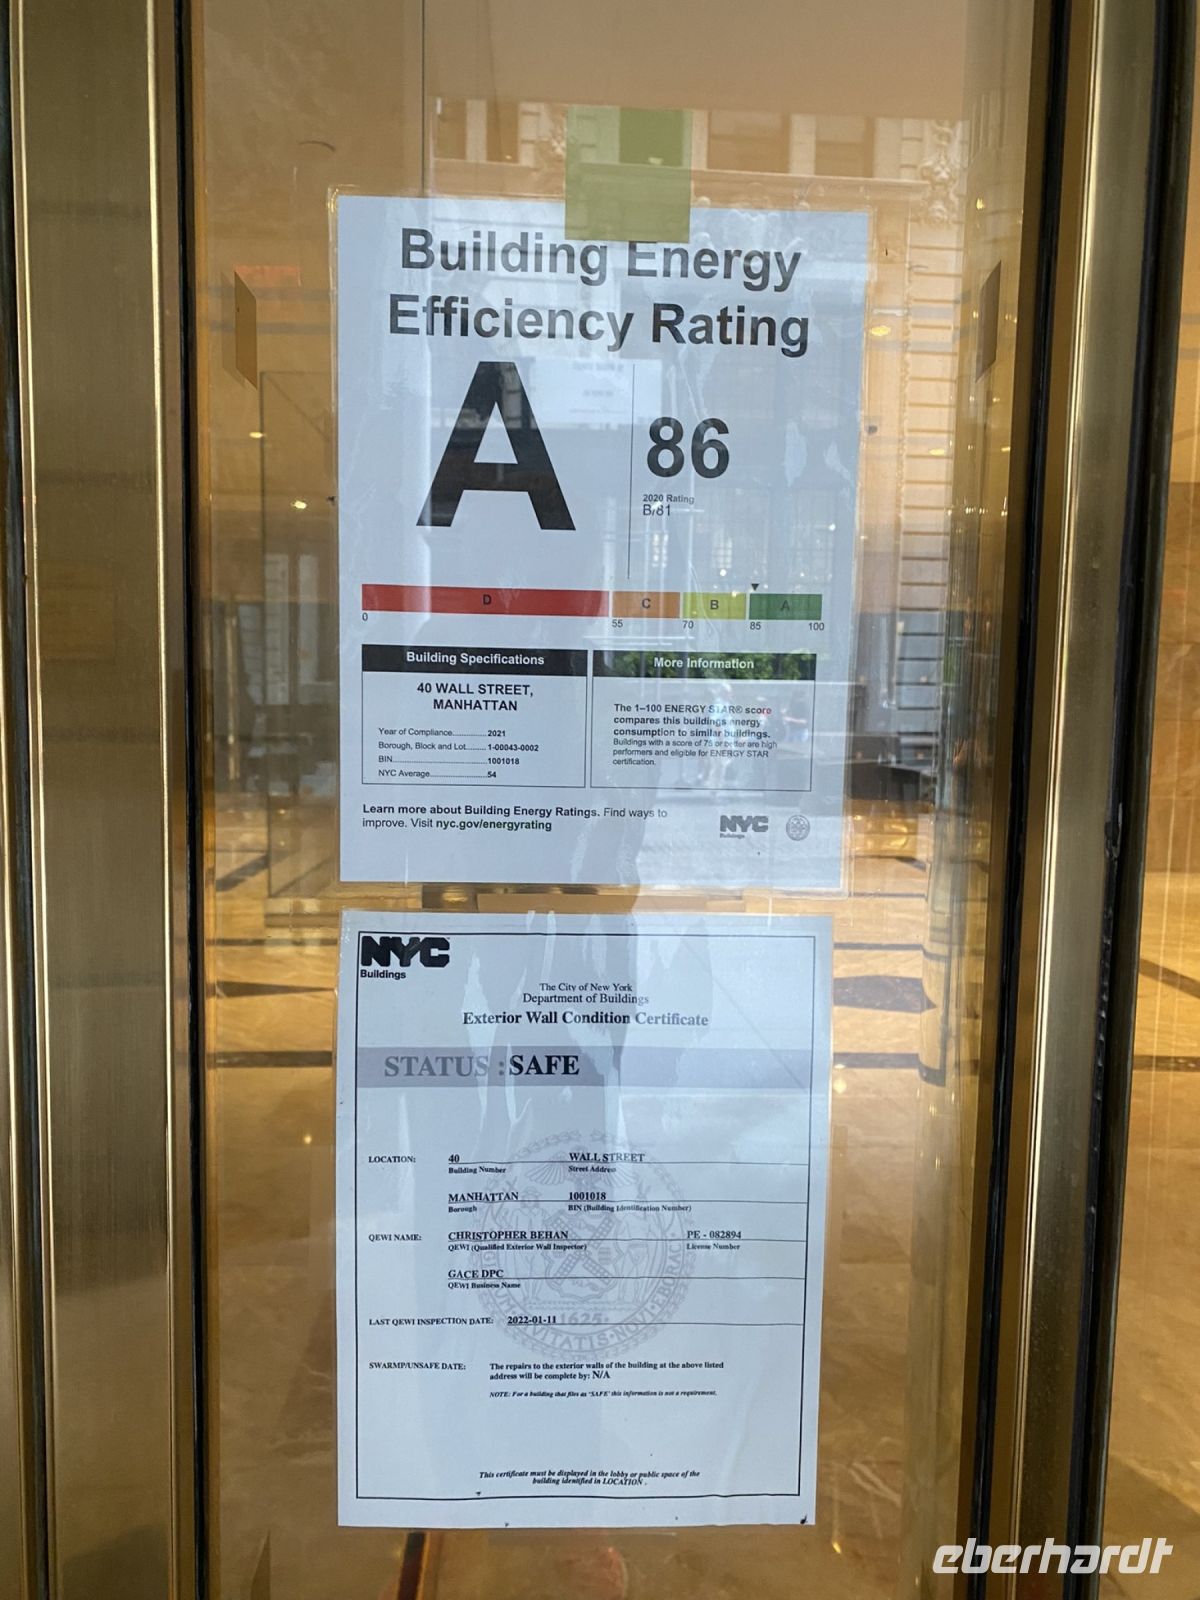 Building Energy
Efficiency Rating
A
86
2020 Rating
B/81
D
C
B
A
0
55
70
85
100
Building Specifications
40 WALL STREET,
MANHATTAN
Year of Compliance..............2021
Borough, Block and Lot........1-00043-0002
BIN.......................................1001018
NYC Average........................54
More Information
The 1–100 ENERGY STAR® score
compares this buildings energy
consumption to similar buildings.
Buildings with a score of 75 or better are high
performers and eligible for ENERGY STAR
certification.
Learn more about Building Energy Ratings. Find ways to
improve. Visit nyc.gov/energyrating
NYC
Buildings
NYC
Buildings
The City of New York
Department of Buildings
Exterior Wall Condition Certificate
STATUS : SAFE
LOCATION: 40 WALL STREET
Building Number Street Address
MANHATTAN 1001018
Borough BIN (Building Identification Number)
QEWI NAME: CHRISTOPHER BEHAN PE - 082894
QEWI (Qualified Exterior Wall Inspector) License Number
GACE DPC
QEWI Business Name
LAST QEWI INSPECTION DATE: 2022-01-11
1625
SWARMP/UNSAFE DATE: The repairs to the exterior walls of the building at the above listed
address will be complete by: N/A
NOTE: For a building that files as 'SAFE' this information is not a requirement.
This certificate must be displayed in the lobby or public space of the
building identified in LOCATION .
eberhardt